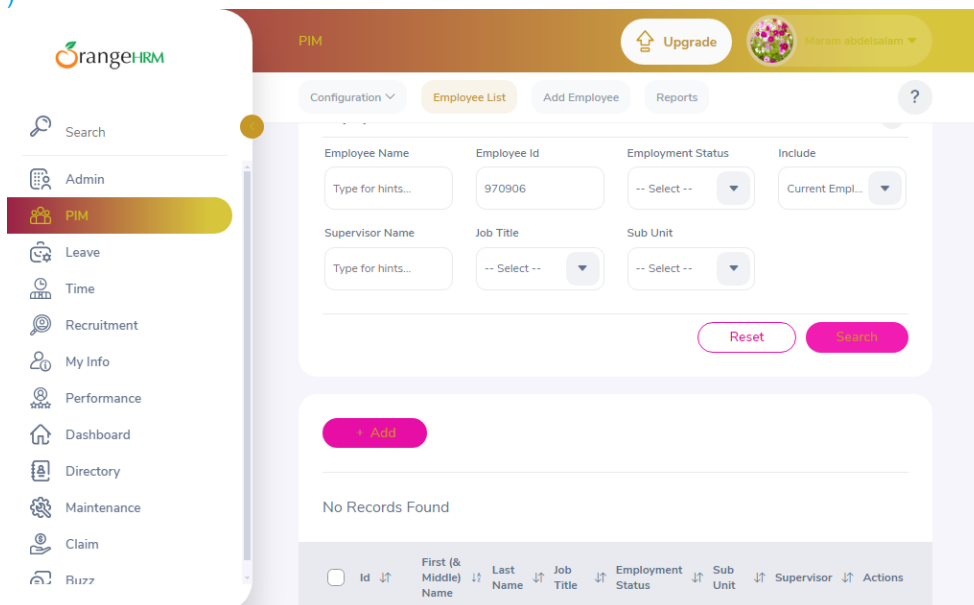 )
OrangeHRM
Search
Admin
PIM
Leave
Time
Recruitment
My Info
Performance
Dashboard
Directory
Maintenance
Claim
Buzz
PIM
Upgrade
Maram abdelsalam
Configuration
Employee List
Add Employee
Reports
?
Employee Name
Employee Id
Employment Status
Include
Type for hints...
970906
-- Select --
Current Empl...
Supervisor Name
Job Title
Sub Unit
Type for hints...
-- Select --
-- Select --
Reset
Search
+ Add
No Records Found
Id
First (& Middle) Name
Last Name
Job Title
Employment Status
Sub Unit
Supervisor
Actions